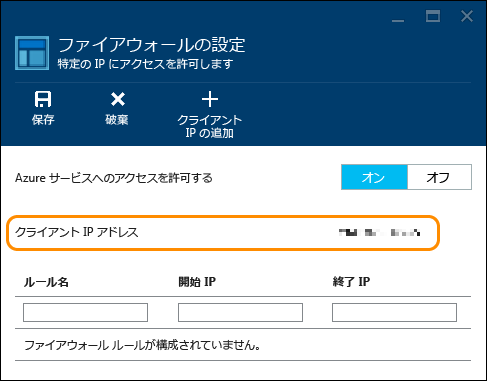 ファイアウォールの設定
特定の IP にアクセスを許可します
保存
破棄
クライアント
IP の追加
Azure サービスへのアクセスを許可する
オン
オフ
クライアント IP アドレス
ルール名
開始 IP
終了 IP
ファイアウォール ルールが構成されていません。